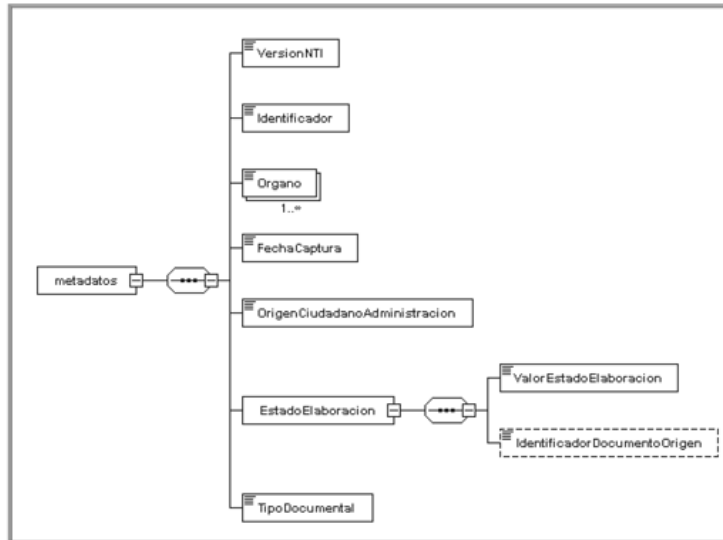 VersionNTI
Identificador
Organo
1..∞
FechaCaptura
metadatos
OrigenCiudadanoAdministracion
ValorEstadoElaboracion
EstadoElaboracion
IdentificadorDocumentoOrigen
TipoDocumental